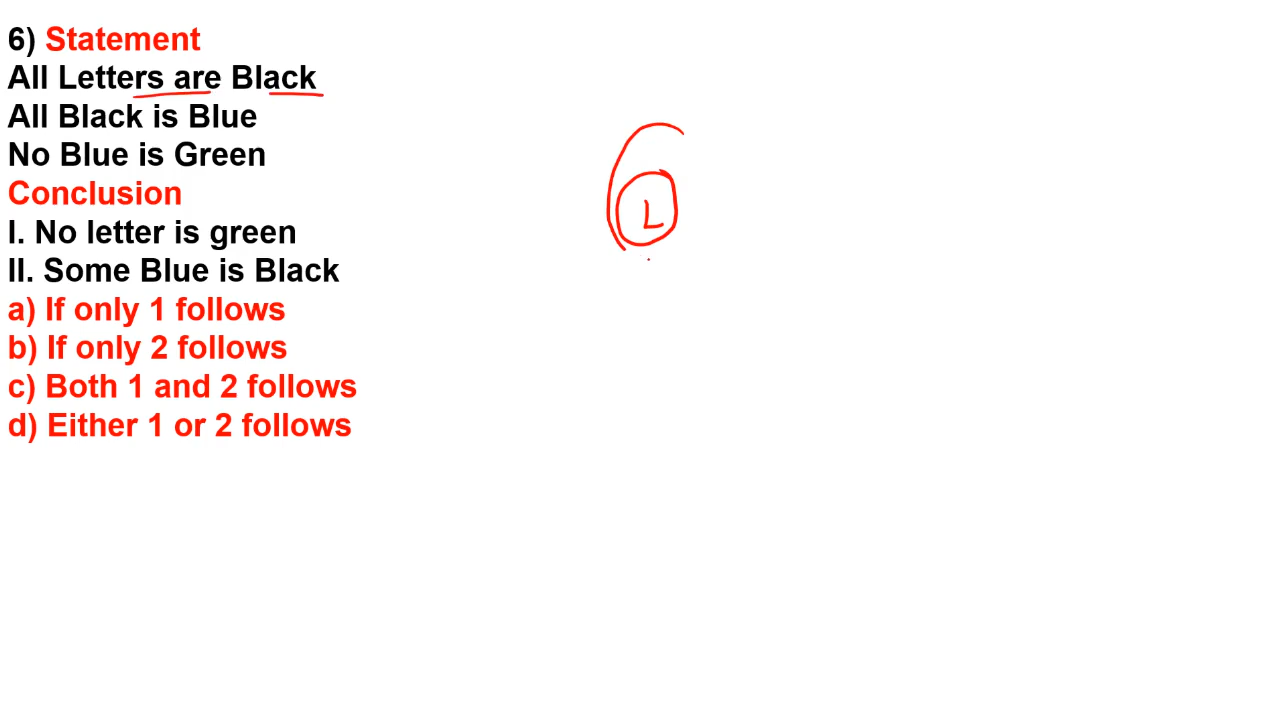 6) Statement
All Letters are Black
All Black is Blue
No Blue is Green
Conclusion
I. No letter is green
II. Some Blue is Black
a) If only 1 follows
b) If only 2 follows
c) Both 1 and 2 follows
d) Either 1 or 2 follows
L